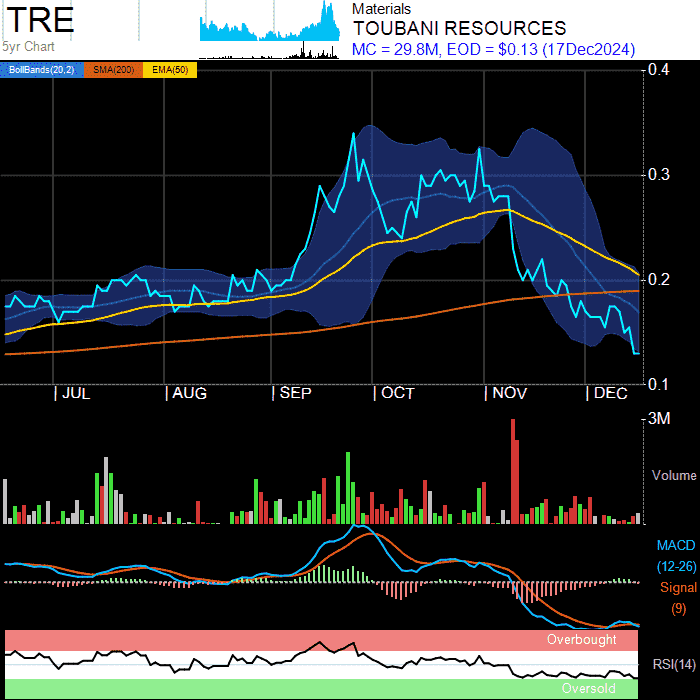 TRE
5yr Chart
Materials
TOUBANI RESOURCES
MC = 29.8M, EOD = $0.13 (17Dec2024)
BollBands(20,2) SMA(200) EMA(50)
0.4
0.3
0.2
0.1
JUL AUG SEP OCT NOV DEC
3M
Volume
MACD
(12-26)
Signal
(9)
Overbought
RSI(14)
Oversold